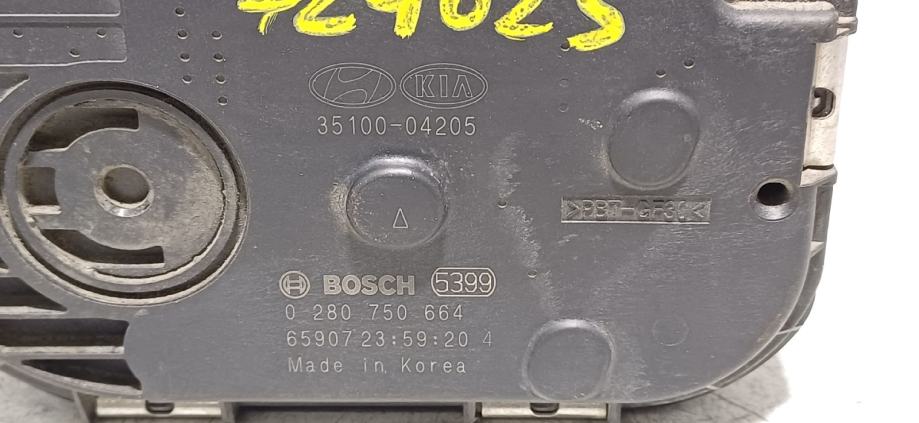 KIA
35100-04205
>PBT-GF30<
BOSCH 5399
0 280 750 664
65907 23:59:20 4
Made in Korea